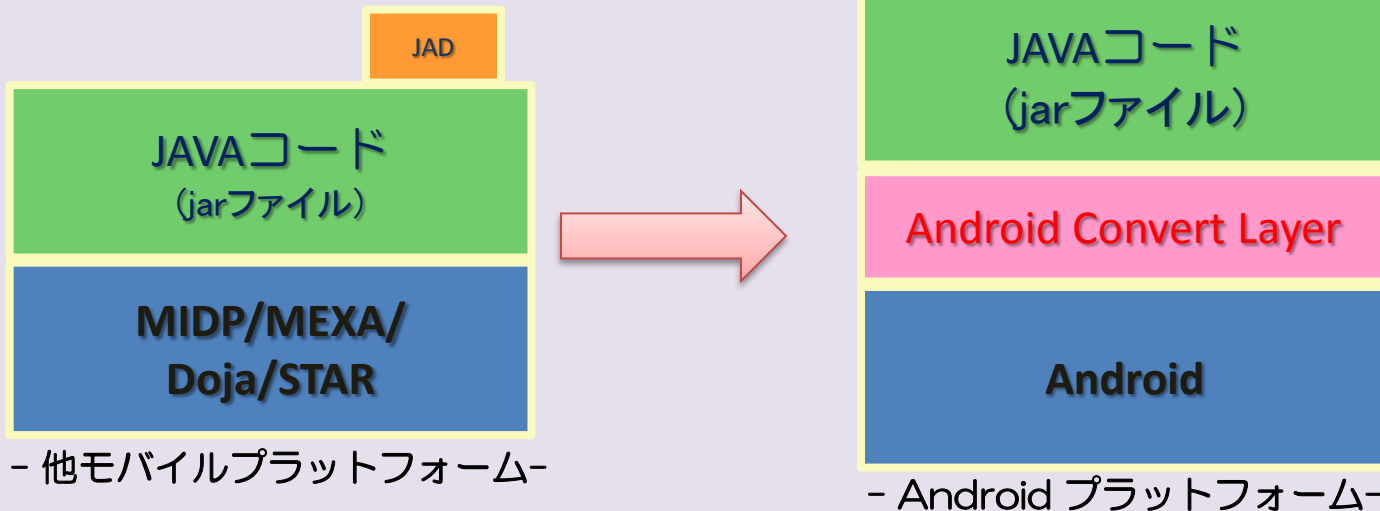 JAD
JAVAコード
(jarファイル)
MIDP/MEXA/
Doja/STAR
- 他モバイルプラットフォーム-
JAVAコード
(jarファイル)
Android Convert Layer
Android
- Android プラットフォーム-